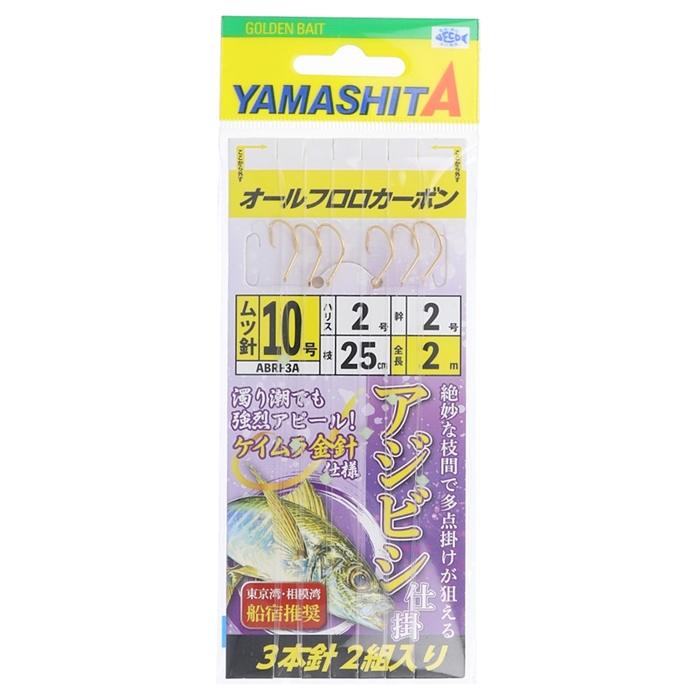 GOLDEN BAIT
ECO
YAMASHITA
ここから外す
ここから外す
オールフロロカーボン
ムツ針 10号
ABRH3A
ハリス 2号
幹 2号
枝 25cm
全長 2m
濁り潮でも
強烈アピール!
ケイムラ金針
仕様
絶妙な枝間で多点掛けが狙える
アジビシ仕掛
東京湾・相模湾
船宿推奨
3本針 2組入り